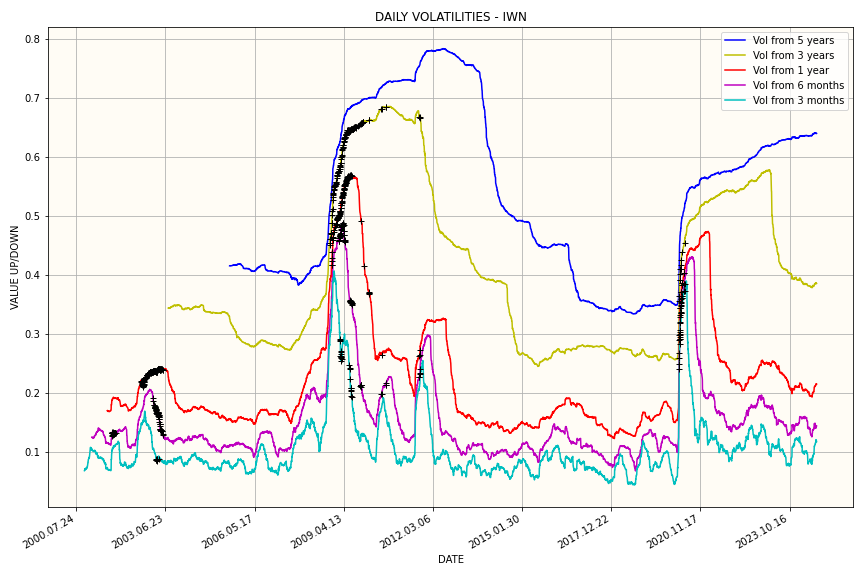 DAILY VOLATILITIES - IWN
Vol from 5 years
Vol from 3 years
Vol from 1 year
Vol from 6 months
Vol from 3 months
VALUE UP/DOWN
0.8
0.7
0.6
0.5
0.4
0.3
0.2
0.1
2000.07.24
2003.06.23
2006.05.17
2009.04.13
2012.03.06
2015.01.30
2017.12.22
2020.11.17
2023.10.16
DATE